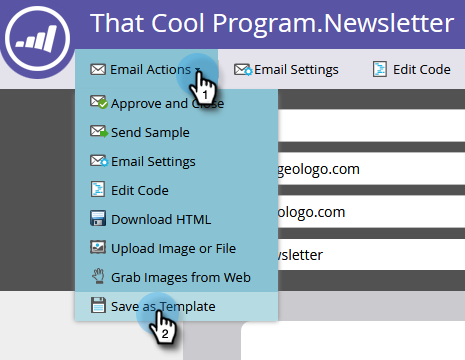 That Cool Program.Newsletter
Email Actions
Email Settings
Edit Code
1
Approve and Close
Send Sample
Email Settings
geologo.com
Edit Code
Download HTML
ologo.com
Upload Image or File
sletter
Grab Images from Web
Save as Template
2